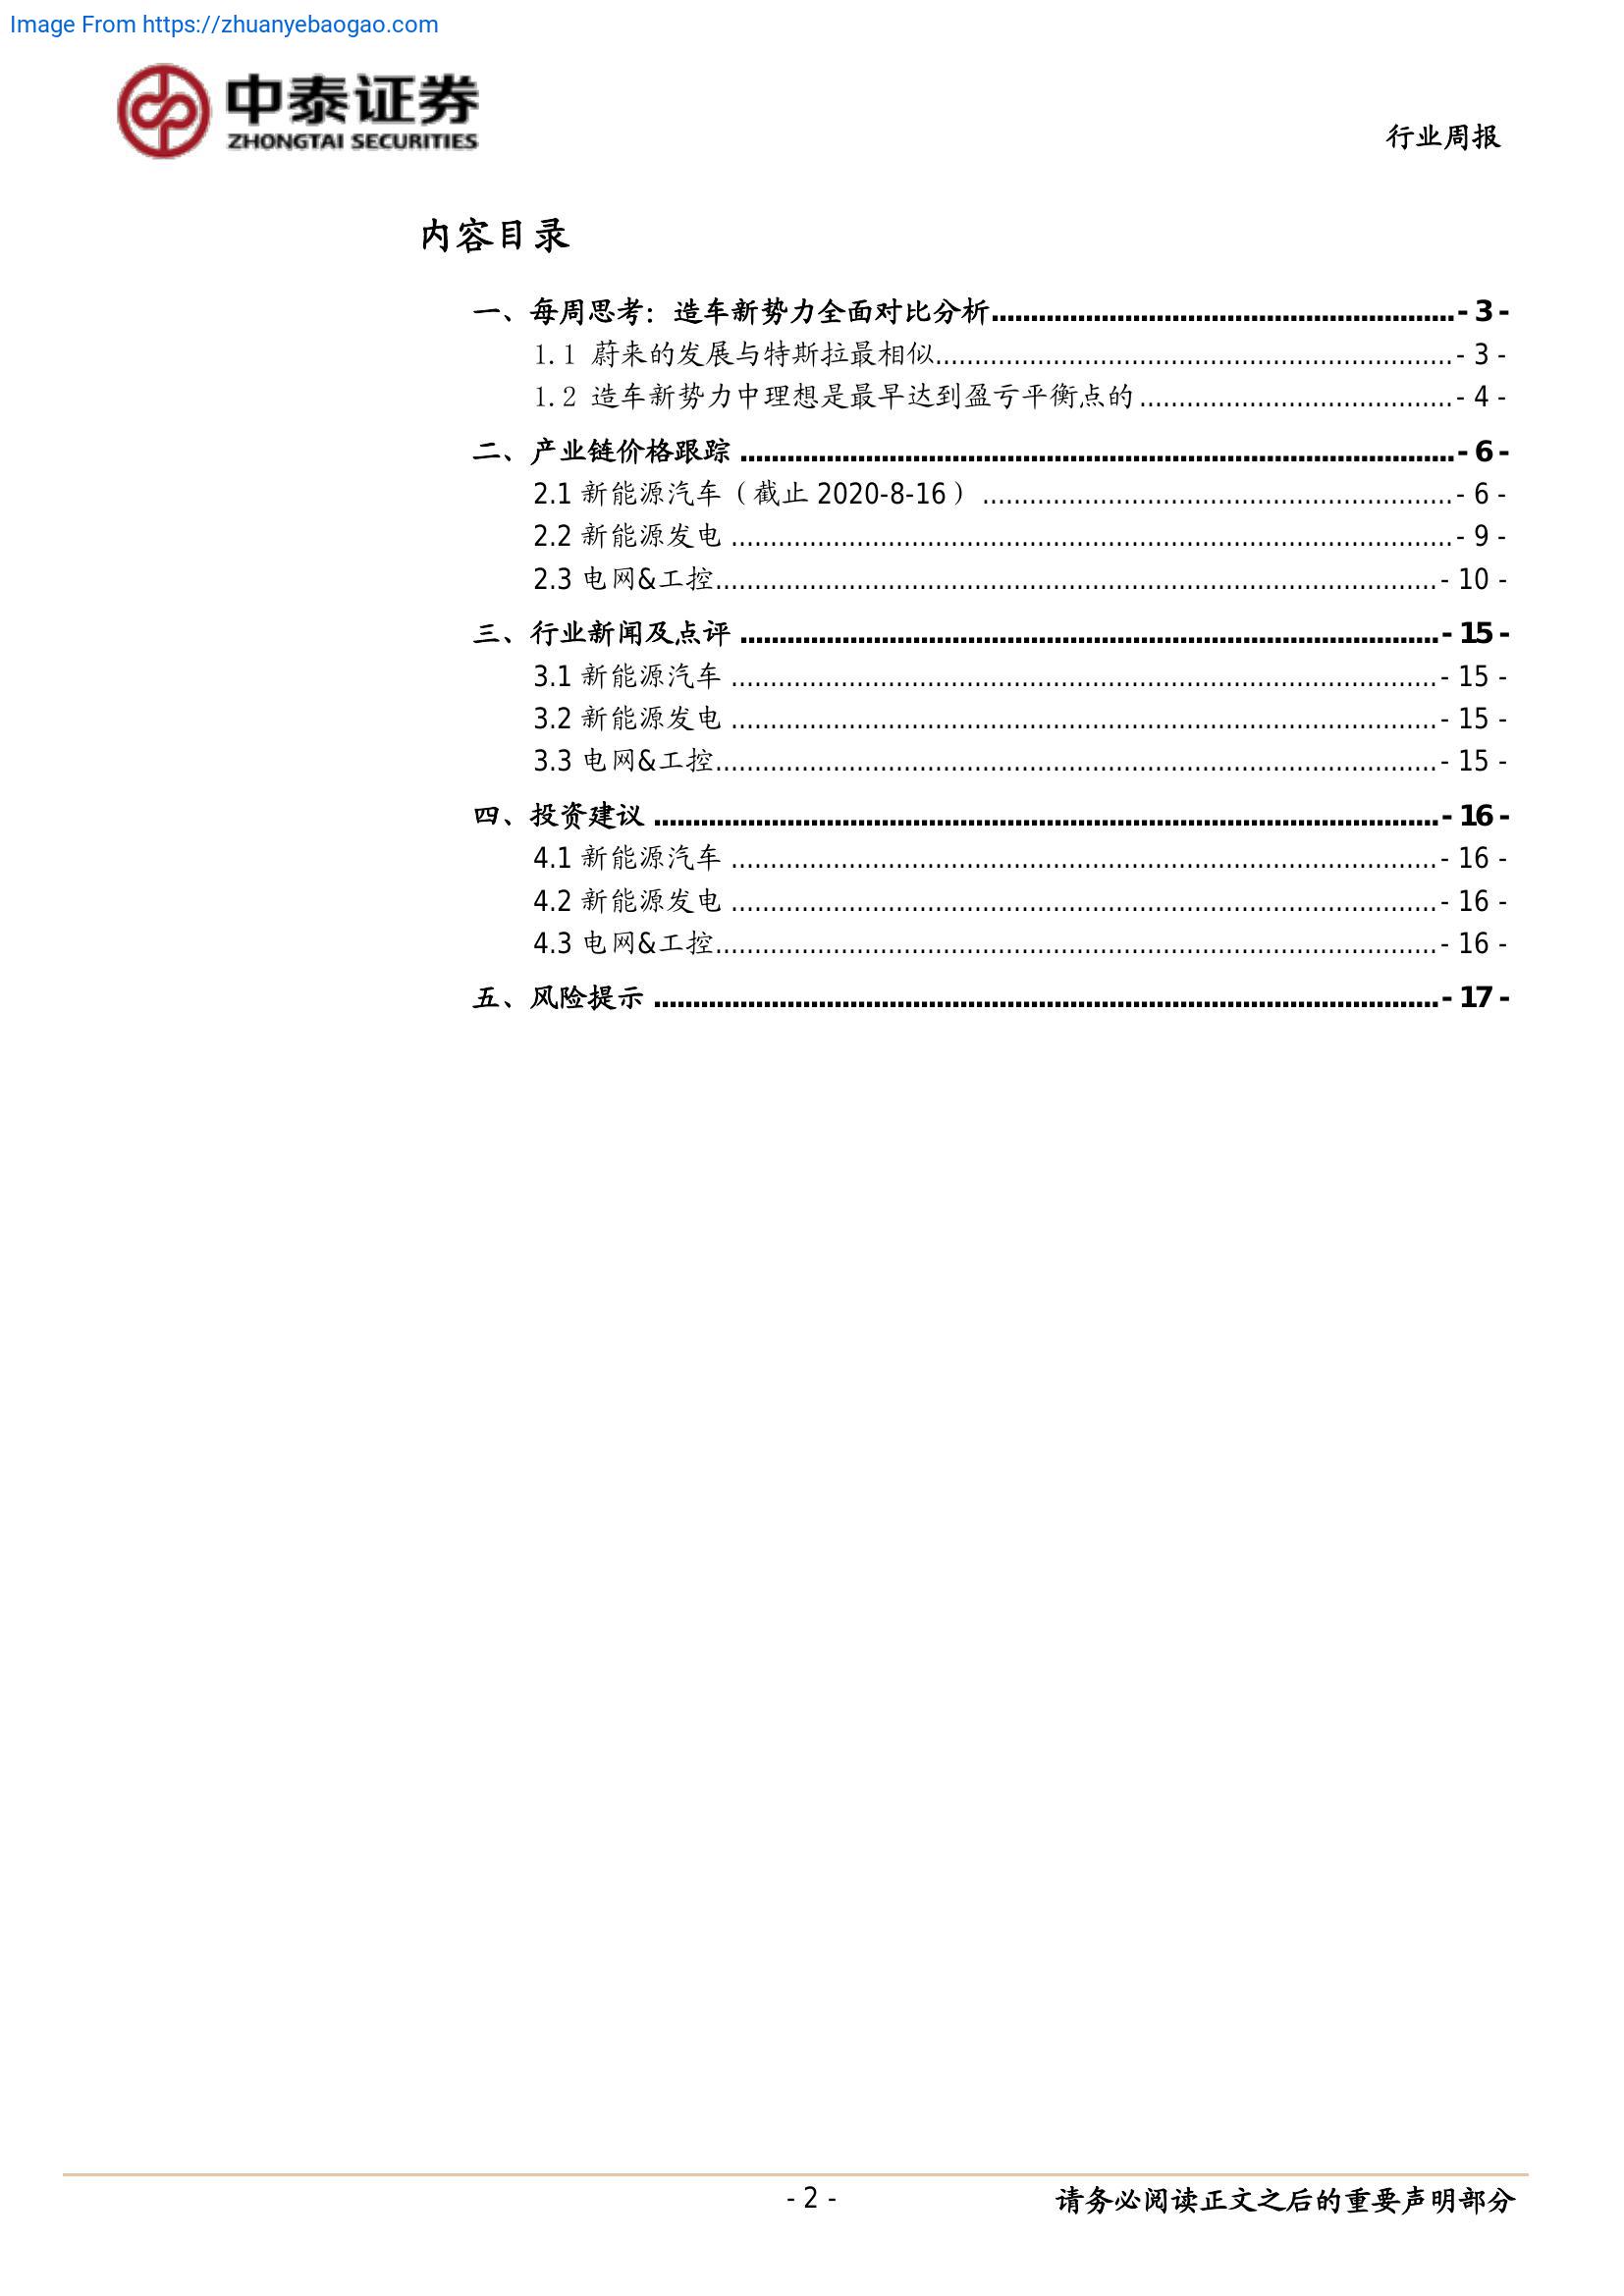 Image From https://zhuanyebaogao.com
中泰证券
ZHONGTAI SECURITIES
行业周报
内容目录
一、每周思考：造车新势力全面对比分析...........................................................- 3 -
1.1 蔚来的发展与特斯拉最相似..................................................................- 3 -
1.2 造车新势力中理想是最早达到盈亏平衡点的........................................- 4 -
二、产业链价格跟踪...........................................................................................- 6 -
2.1 新能源汽车（截止 2020-8-16）............................................................- 6 -
2.2 新能源发电............................................................................................- 9 -
2.3 电网&工控............................................................................................- 10 -
三、行业新闻及点评.........................................................................................- 15 -
3.1 新能源汽车..........................................................................................- 15 -
3.2 新能源发电..........................................................................................- 15 -
3.3 电网&工控............................................................................................- 15 -
四、投资建议....................................................................................................- 16 -
4.1 新能源汽车..........................................................................................- 16 -
4.2 新能源发电..........................................................................................- 16 -
4.3 电网&工控............................................................................................- 16 -
五、风险提示....................................................................................................- 17 -
- 2 -
请务必阅读正文之后的重要声明部分